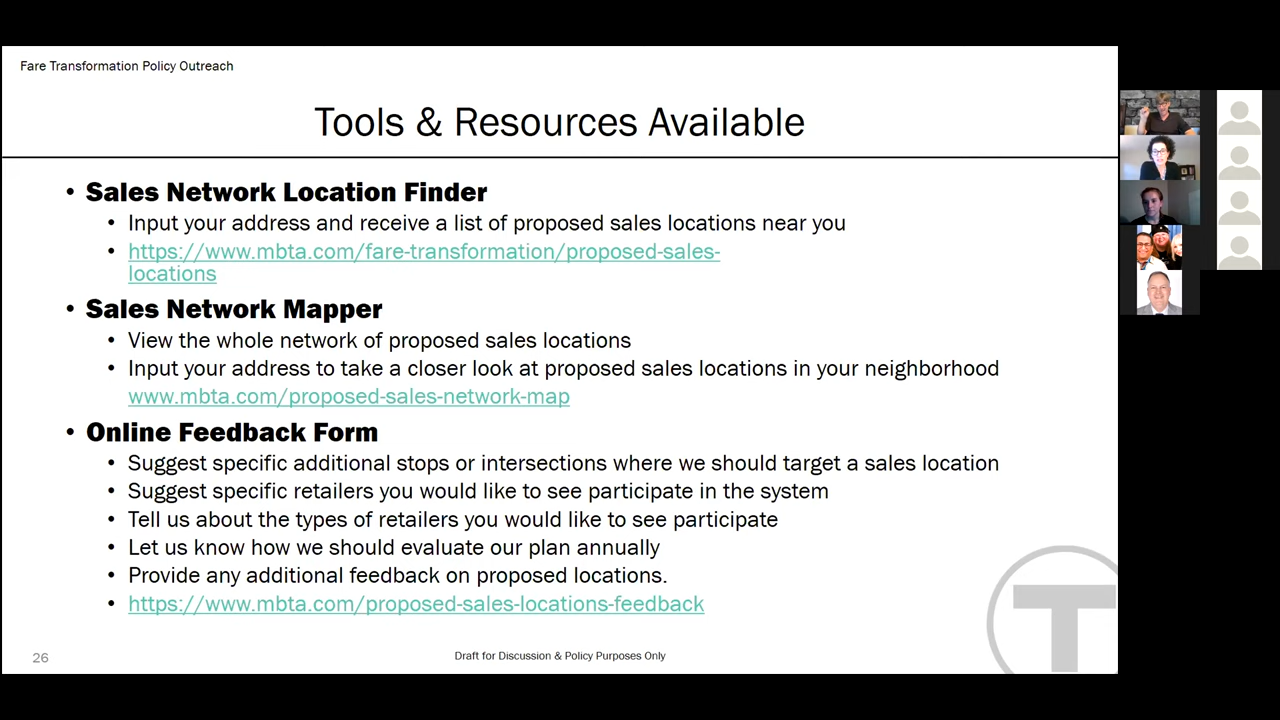 Fare Transformation Policy Outreach
Tools & Resources Available
• Sales Network Location Finder
• Input your address and receive a list of proposed sales locations near you
• https://www.mbta.com/fare-transformation/proposed-sales-
locations
• Sales Network Mapper
• View the whole network of proposed sales locations
• Input your address to take a closer look at proposed sales locations in your neighborhood
www.mbta.com/proposed-sales-network-map
• Online Feedback Form
• Suggest specific additional stops or intersections where we should target a sales location
• Suggest specific retailers you would like to see participate in the system
• Tell us about the types of retailers you would like to see participate
• Let us know how we should evaluate our plan annually
• Provide any additional feedback on proposed locations.
• https://www.mbta.com/proposed-sales-locations-feedback
T
26
Draft for Discussion & Policy Purposes Only